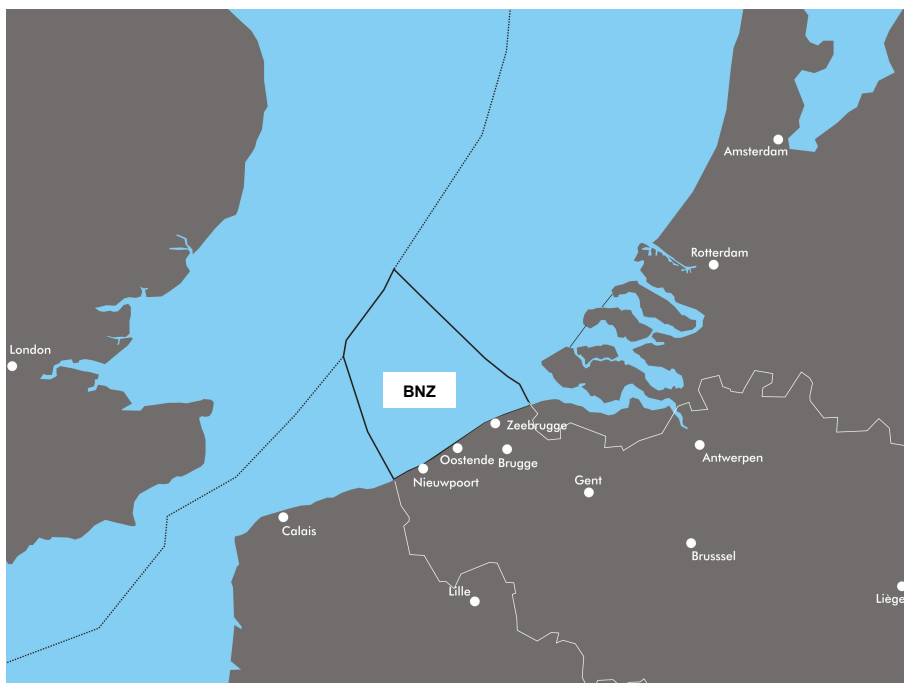 Amsterdam
Rotterdam
London
BNZ
Zeebrugge
Oostende
Brugge
Antwerpen
Nieuwpoort
Gent
Calais
Brusssel
Lille
Liège